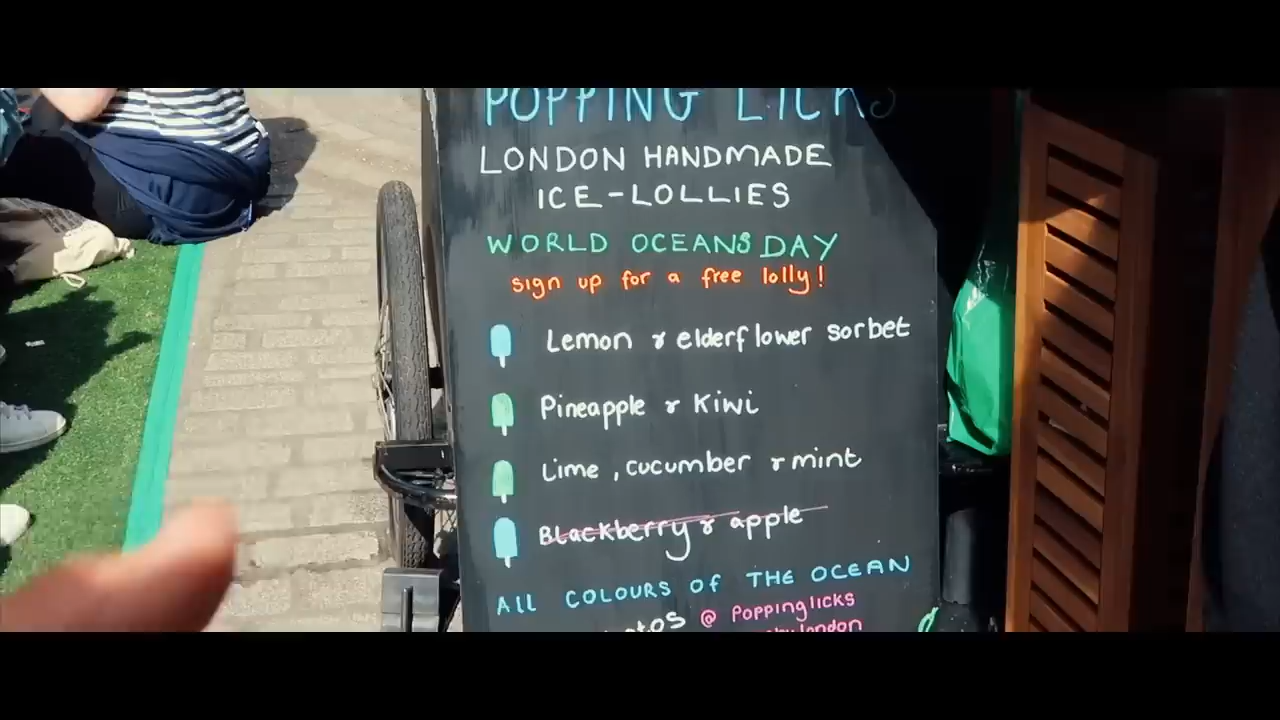 POPPING LICKS
LONDON HANDMADE
ICE-LOLLIES
WORLD OCEANS DAY
sign up for a free lolly!
Lemon & elderflower sorbet
Pineapple & Kiwi
Lime, cucumber & mint
Blackberry & apple
ALL COLOURS OF THE OCEAN
@ Poppinglicks
london